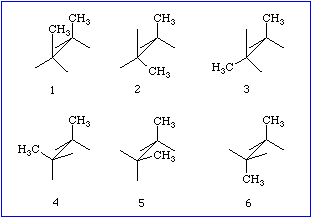 CH₃ CH₃ CH₃
CH₃
CH₃ H₃C
1 2 3
CH₃ CH₃ CH₃
H₃C CH₃
CH₃
4 5 6